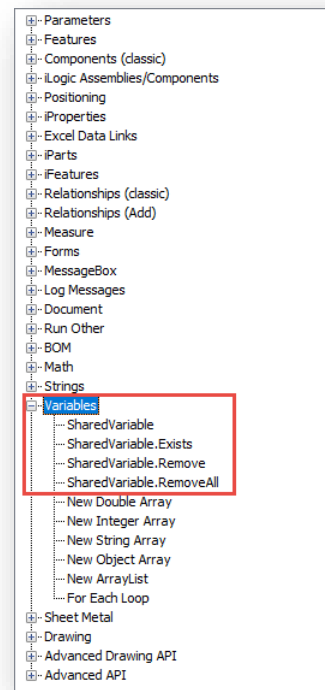 Parameters
Features
Components (classic)
iLogic Assemblies/Components
Positioning
iProperties
Excel Data Links
iParts
iFeatures
Relationships (classic)
Relationships (Add)
Measure
Forms
MessageBox
Log Messages
Document
Run Other
BOM
Math
Strings
Variables
SharedVariable
SharedVariable.Exists
SharedVariable.Remove
SharedVariable.RemoveAll
New Double Array
New Integer Array
New String Array
New Object Array
New ArrayList
For Each Loop
Sheet Metal
Drawing
Advanced Drawing API
Advanced API